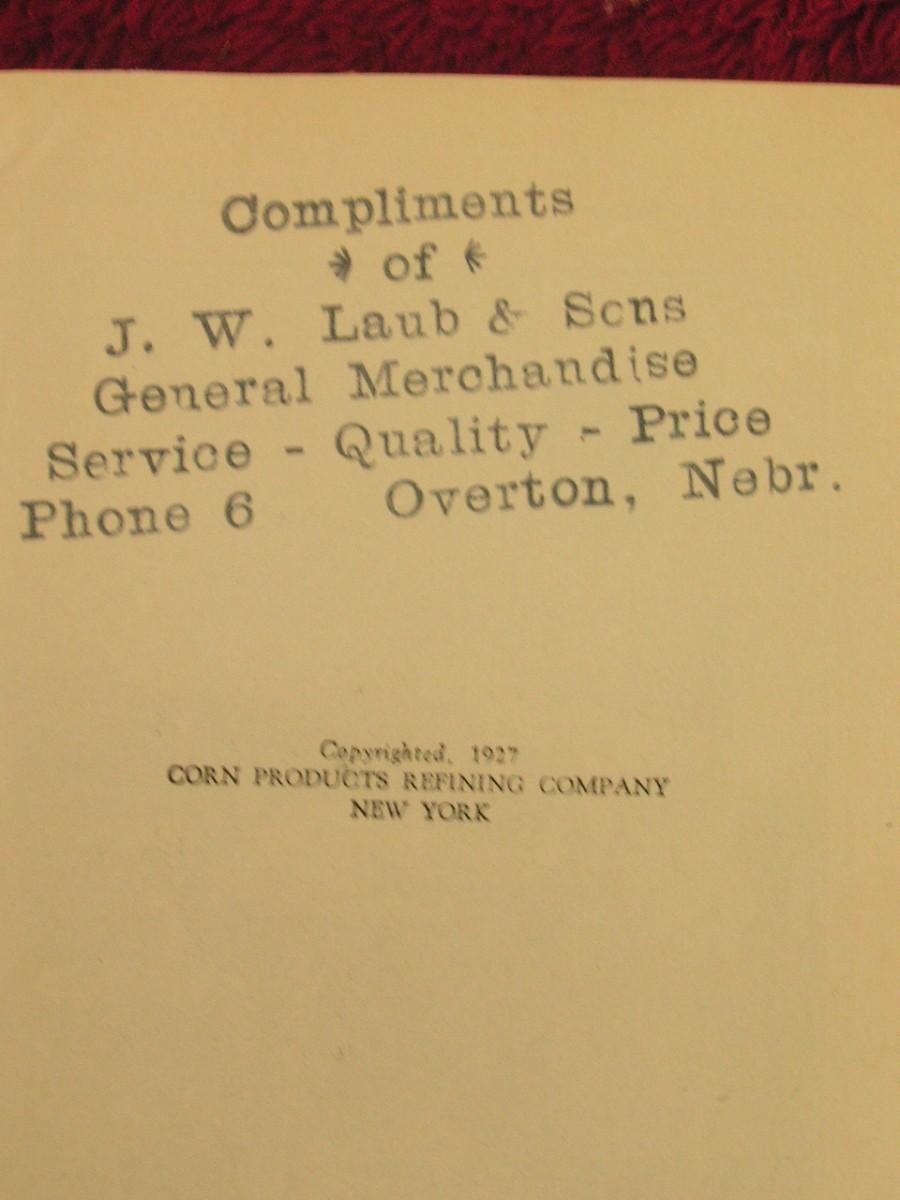 Compliments
of
J. W. Laub & Sons
General Merchandise
Service - Quality - Price
Phone 6 Overton, Nebr.
Copyrighted, 1927
CORN PRODUCTS REFINING COMPANY
NEW YORK